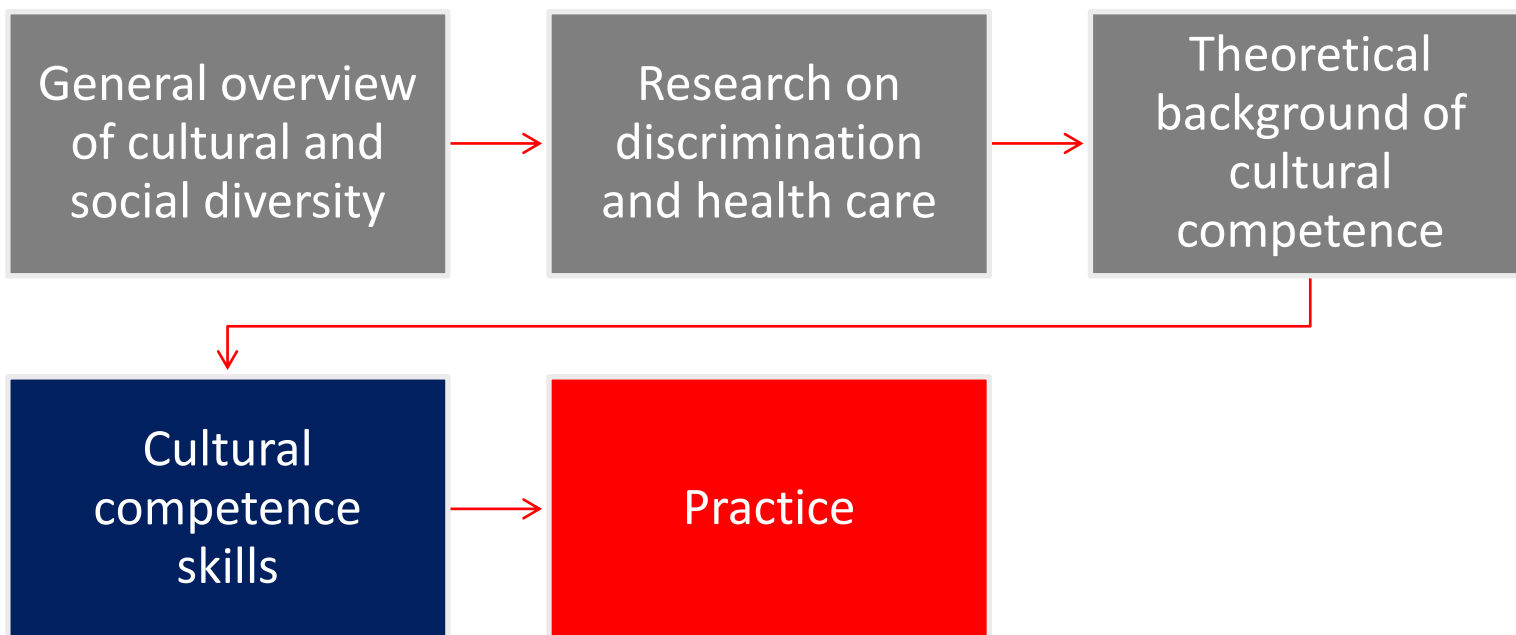 General overview
of cultural and
social diversity
Research on
discrimination
and health care
Theoretical
background of
cultural
competence
Cultural
competence
skills
Practice